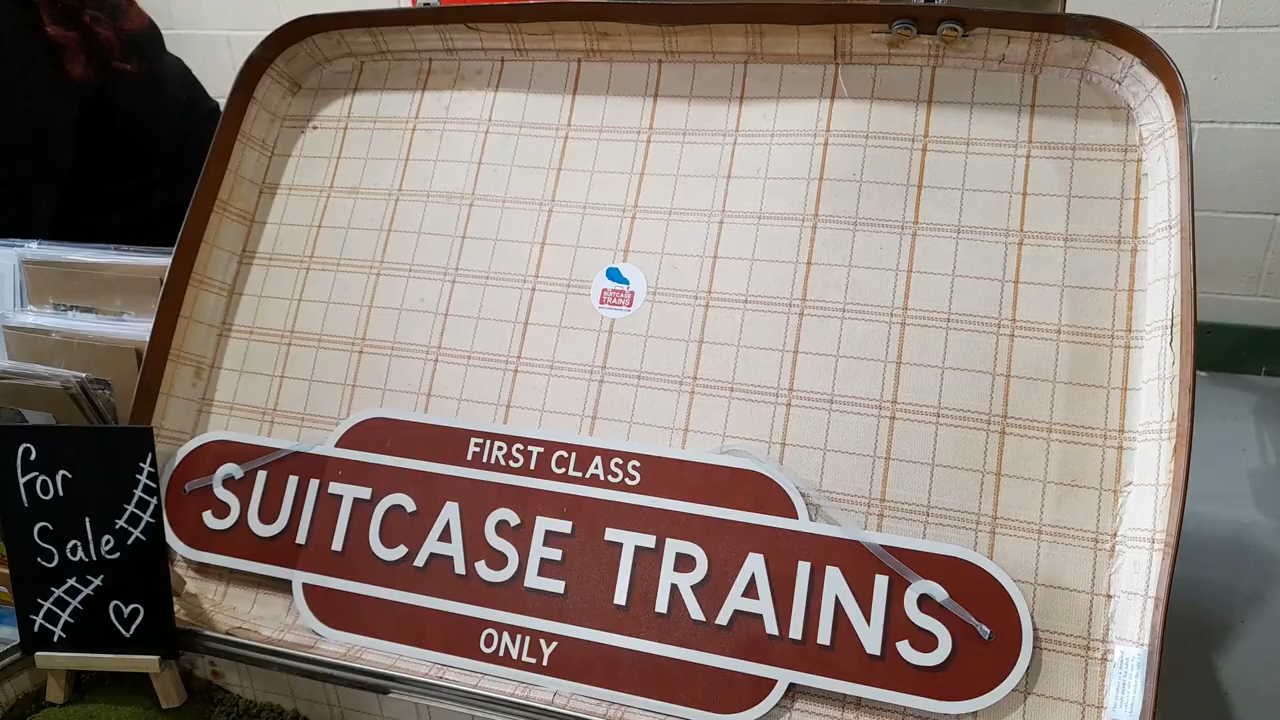 SUITCASE
TRAINS
FIRST CLASS
SUITCASE TRAINS
ONLY
For
Sale